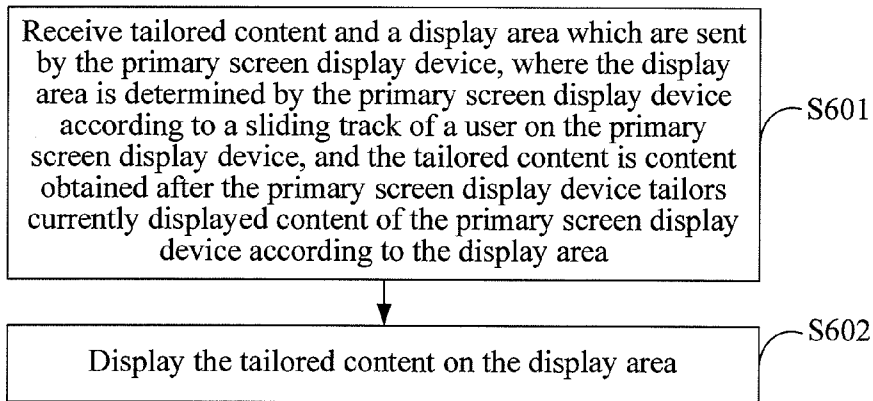 Receive tailored content and a display area which are sent
by the primary screen display device, where the display
area is determined by the primary screen display device
according to a sliding track of a user on the primary
screen display device, and the tailored content is content
obtained after the primary screen display device tailors
currently displayed content of the primary screen display
device according to the display area
S601
Display the tailored content on the display area
S602